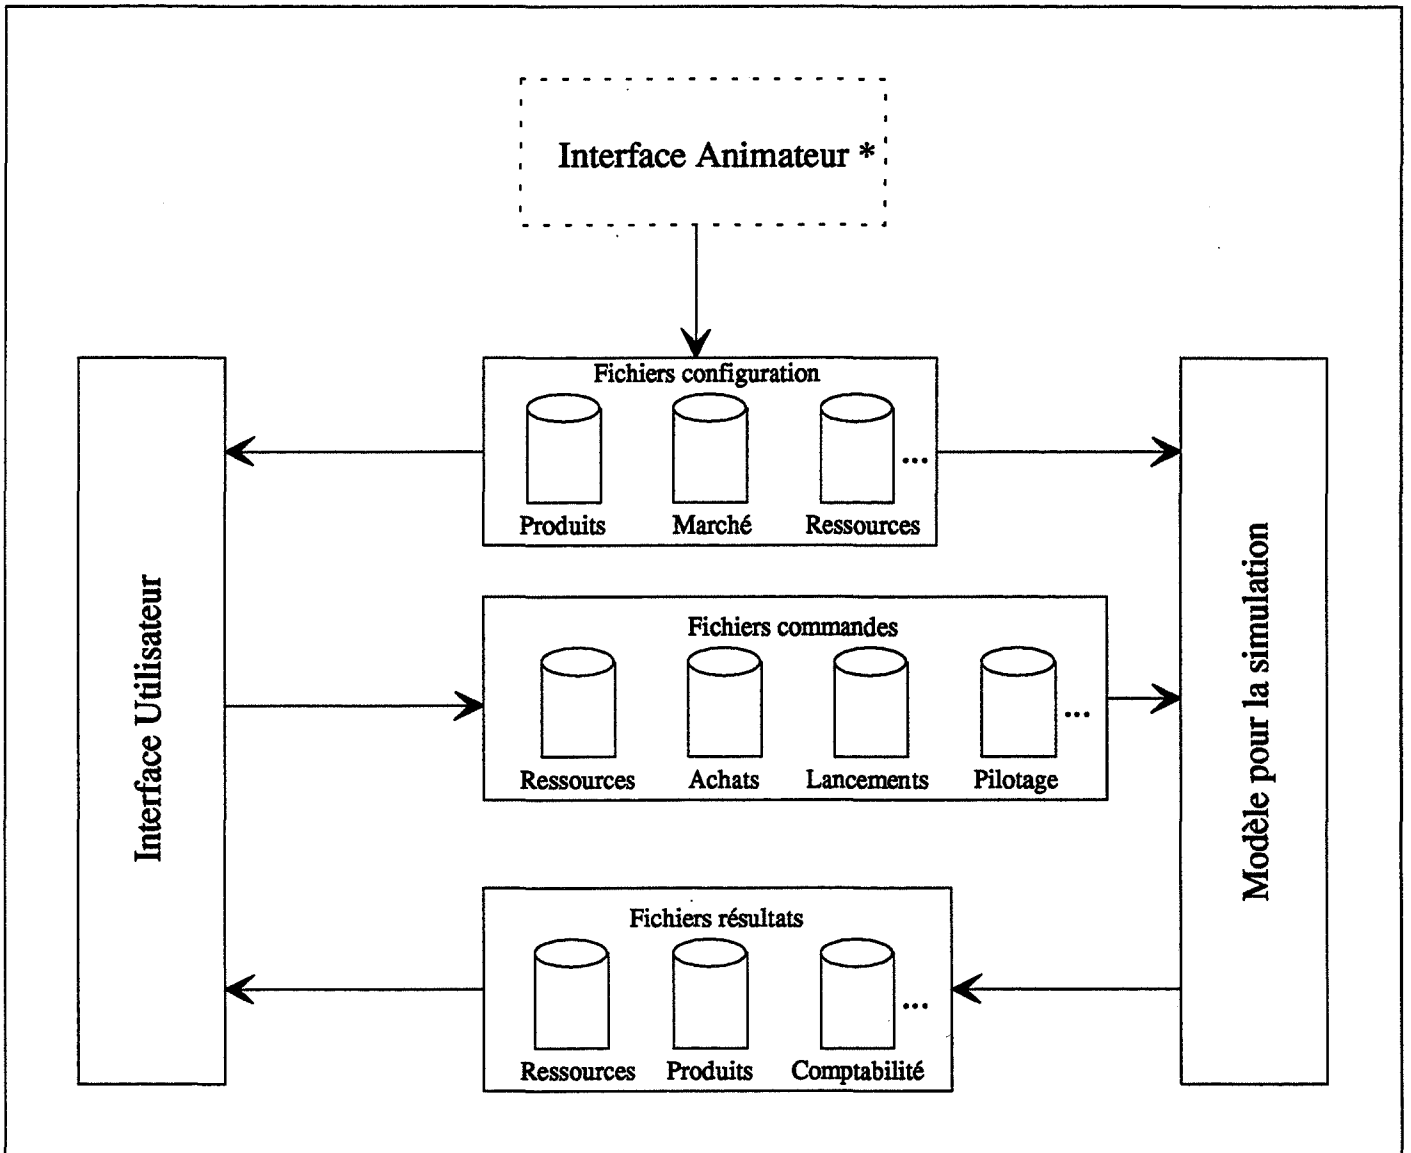 Interface Animateur *
Fichiers configuration
...
Produits Marché Ressources
Interface Utilisateur
Fichiers commandes
...
Ressources Achats Lancements Pilotage
Modèle pour la simulation
Fichiers résultats
...
Ressources Produits Comptabilité